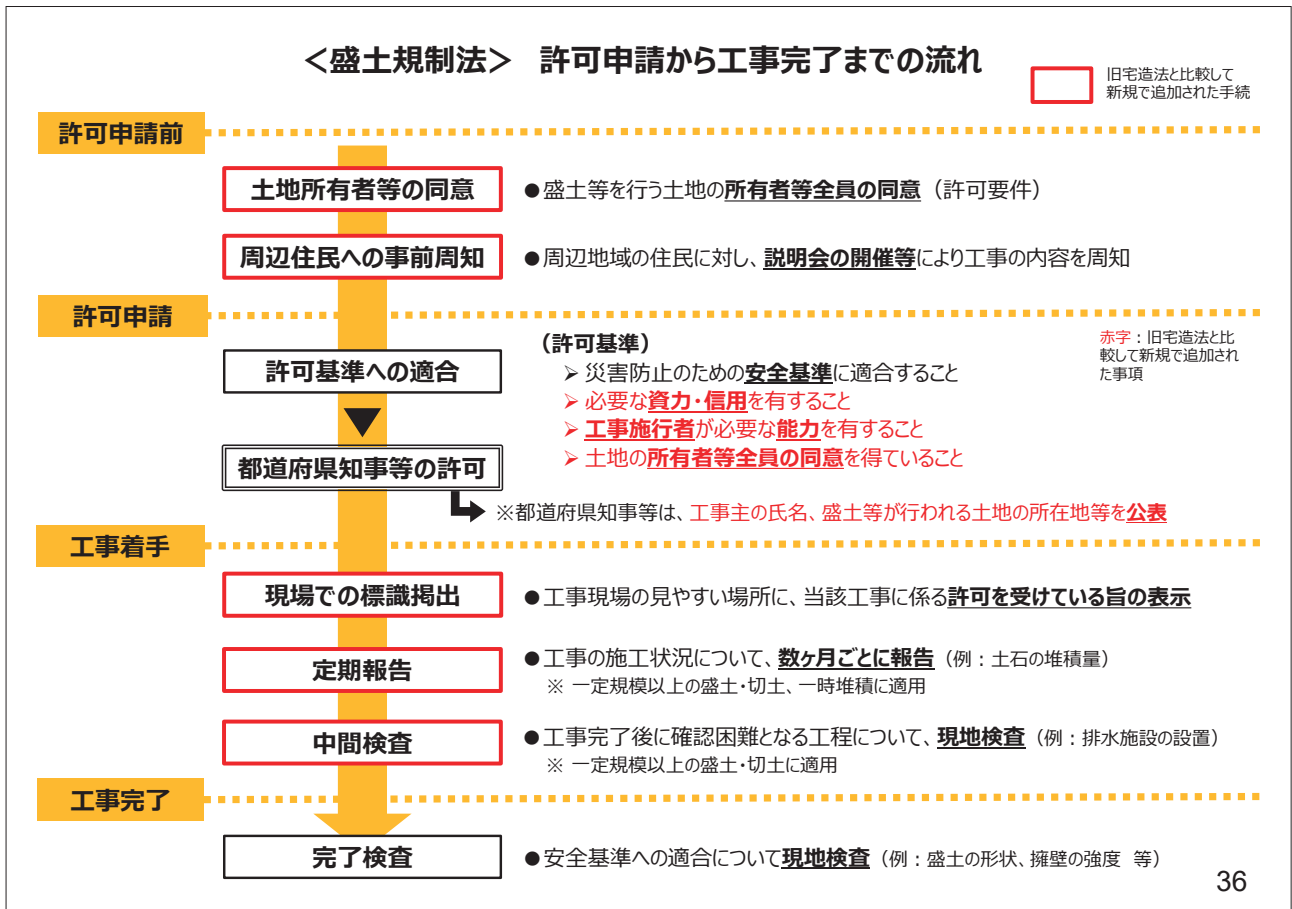 ＜盛土規制法＞　許可申請から工事完了までの流れ
旧宅造法と比較して
新規で追加された手続
許可申請前
土地所有者等の同意
●盛土等を行う土地の所有者等全員の同意（許可要件）
周辺住民への事前周知
●周辺地域の住民に対し、説明会の開催等により工事の内容を周知
許可申請
許可基準への適合
（許可基準）
➢ 災害防止のための安全基準に適合すること
➢ 必要な資力・信用を有すること
➢ 工事施行者が必要な能力を有すること
➢ 土地の所有者等全員の同意を得ていること
赤字：旧宅造法と比
較して新規で追加され
た事項
都道府県知事等の許可
※都道府県知事等は、工事主の氏名、盛土等が行われる土地の所在地等を公表
工事着手
現場での標識掲出
●工事現場の見やすい場所に、当該工事に係る許可を受けている旨の表示
定期報告
●工事の施工状況について、数ヶ月ごとに報告（例：土石の堆積量）
※ 一定規模以上の盛土・切土、一時堆積に適用
中間検査
●工事完了後に確認困難となる工程について、現地検査（例：排水施設の設置）
※ 一定規模以上の盛土・切土に適用
工事完了
完了検査
●安全基準への適合について現地検査（例：盛土の形状、擁壁の強度 等）
36